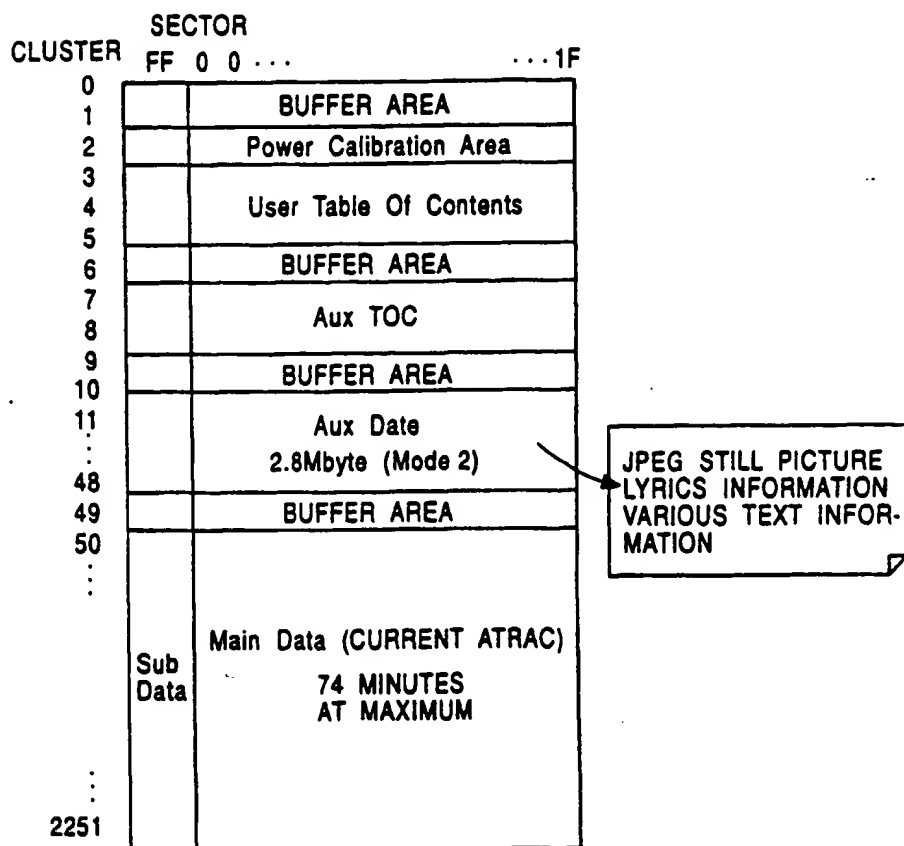 SECTOR
CLUSTER FF 0 0 ··· ···1F
0
1 BUFFER AREA
2 Power Calibration Area
3
4 User Table Of Contents
5
6 BUFFER AREA
7
8 Aux TOC
9
10 BUFFER AREA
11 Aux Date
2.8Mbyte (Mode 2)
48
49 BUFFER AREA
50
JPEG STILL PICTURE
LYRICS INFORMATION
VARIOUS TEXT INFOR-
MATION
Main Data (CURRENT ATRAC)
74 MINUTES
AT MAXIMUM
Sub
Data
2251